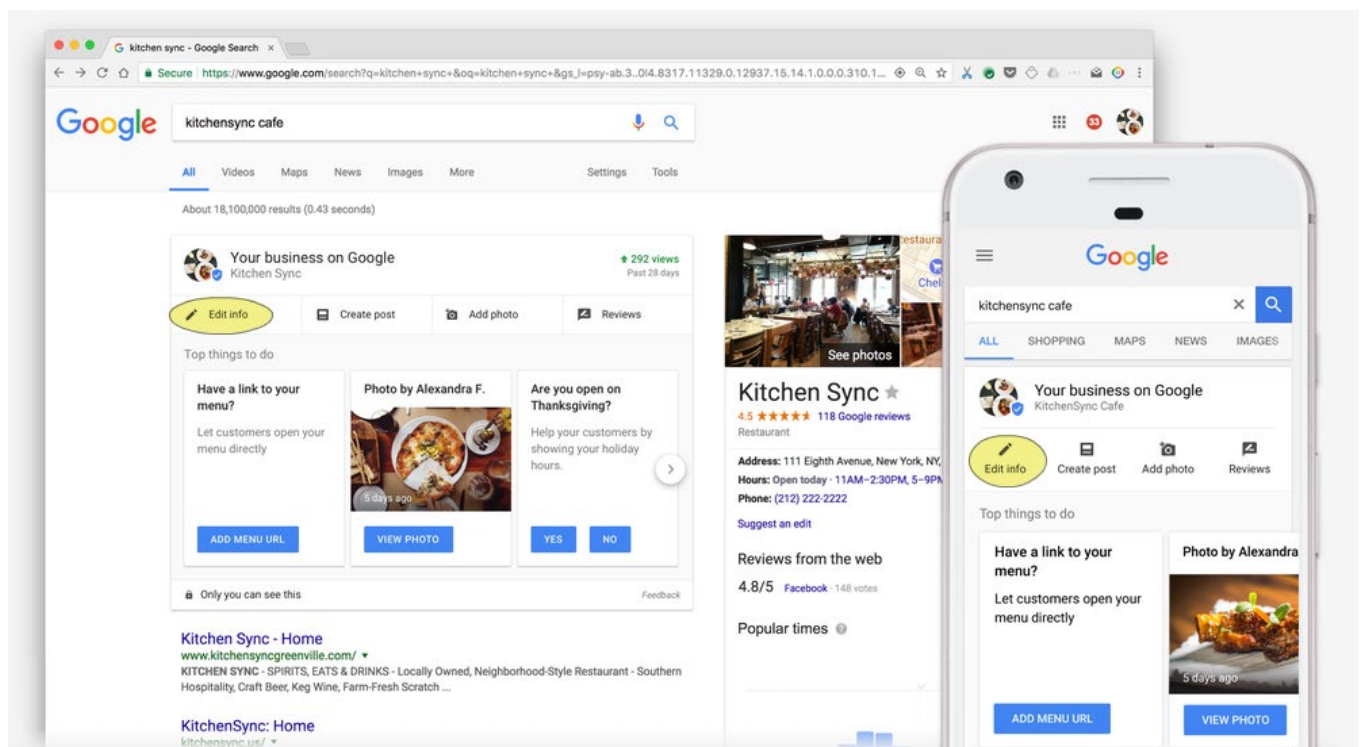 kitchen sync - Google Search
Secure https://www.google.com/search?q=kitchen+sync+&oq=kitchen+sync+&gs_l=psy-ab.3..0l4.8317.11329.0.12937.15.14.1.0.0.0.310.1...
Google
kitchensync cafe
33
All Videos Maps News Images More Settings Tools
About 18,100,000 results (0.43 seconds)
Your business on Google
Kitchen Sync
292 views
Past 28 days
Edit info Create post Add photo Reviews
Top things to do
Have a link to your
menu?
Let customers open your
menu directly
ADD MENU URL
Photo by Alexandra F.
5 days ago
VIEW PHOTO
Are you open on
Thanksgiving?
Help your customers by
showing your holiday
hours.
YES NO
Only you can see this
Feedback
Kitchen Sync - Home
www.kitchensyncgreenville.com/
KITCHEN SYNC - SPIRITS, EATS & DRINKS - Locally Owned, Neighborhood-Style Restaurant - Southern
Hospitality, Craft Beer, Keg Wine, Farm-Fresh Scratch ...
KitchenSync: Home
kitchensync.us/
See photos
Kitchen Sync
4.5 118 Google reviews
Restaurant
Address: 111 Eighth Avenue, New York, NY,
Hours: Open today · 11AM–2:30PM, 5–9PM
Phone: (212) 222-2222
Suggest an edit
Reviews from the web
4.8/5 Facebook · 148 votes
Popular times
Google
kitchensync cafe
ALL SHOPPING MAPS NEWS IMAGES
Your business on Google
KitchenSync Cafe
Edit info Create post Add photo Reviews
Top things to do
Have a link to your
menu?
Let customers open your
menu directly
ADD MENU URL
Photo by Alexandra
5 days ago
VIEW PHOTO